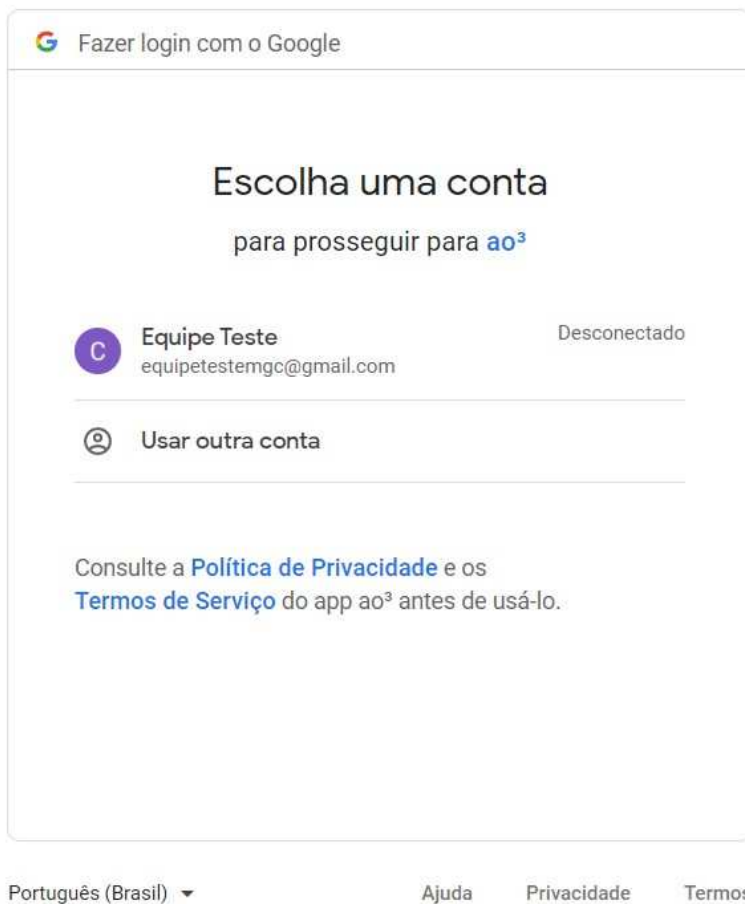 Fazer login com o Google
Escolha uma conta
para prosseguir para ao³
C
Equipe Teste
Desconectado
equipetestemgc@gmail.com
Usar outra conta
Consulte a Política de Privacidade e os
Termos de Serviço do app ao³ antes de usá-lo.
Português (Brasil)
Ajuda
Privacidade
Termos